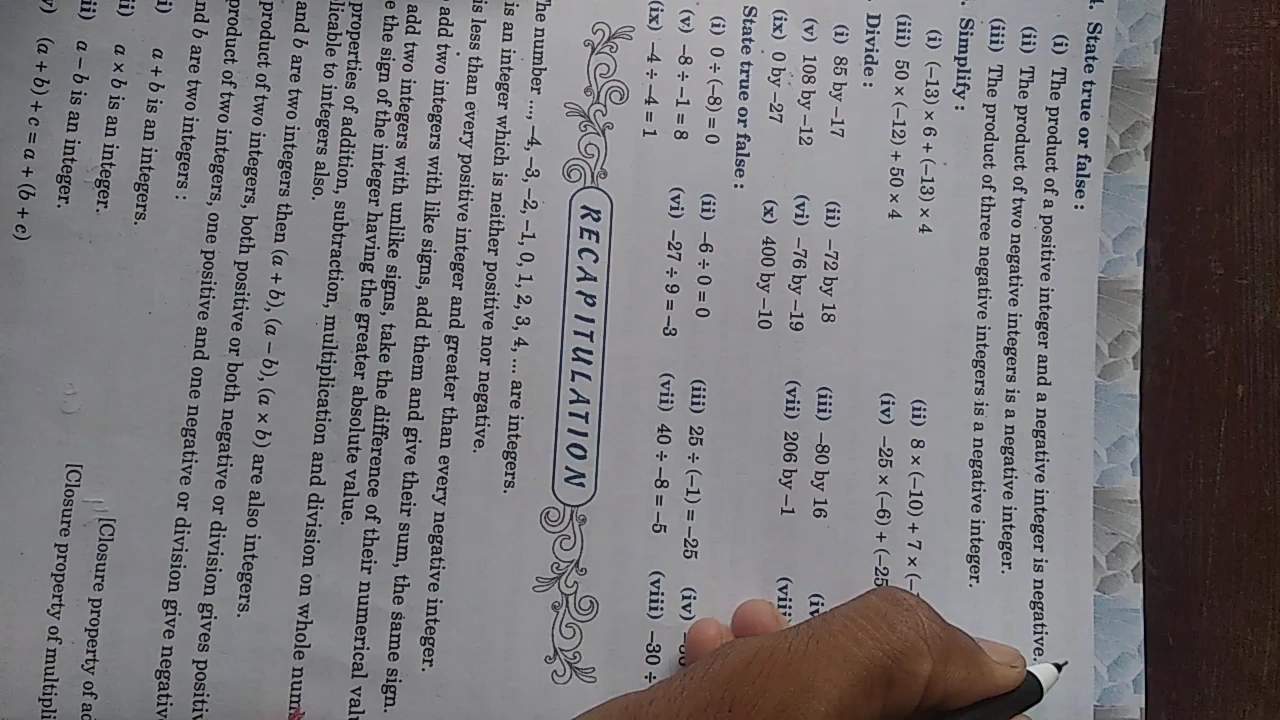 State true or false :
(i) The product of a positive integer and a negative integer is negative.
(ii) The product of two negative integers is a negative integer.
(iii) The product of three negative integers is a negative integer.
Simplify :
(i) (–13) × 6 + (–13) × 4 (ii) 8 × (–10) + 7 × (–
(iii) 50 × (–12) + 50 × 4 (iv) –25 × (–6) + (–25
Divide :
(i) 85 by –17 (ii) –72 by 18 (iii) –80 by 16 (iv
(v) 108 by –12 (vi) –76 by –19 (vii) 206 by –1 (viii
(ix) 0 by –27 (x) 400 by –10
State true or false :
(i) 0 ÷ (–8) = 0 (ii) –6 ÷ 0 = 0 (iii) 25 ÷ (–1) = –25 (iv)
(v) –8 ÷ –1 = 8 (vi) –27 ÷ 9 = –3 (vii) 40 ÷ –8 = –5 (viii) –30 ÷
(ix) –4 ÷ –4 = 1
RECAPITULATION
The number ..., –4, –3, –2, –1, 0, 1, 2, 3, 4, ... are integers.
is an integer which is neither positive nor negative.
is less than every positive integer and greater than every negative integer.
add two integers with like signs, add them and give their sum, the same sign.
add two integers with unlike signs, take the difference of their numerical val
e the sign of the integer having the greater absolute value.
properties of addition, subtraction, multiplication and division on whole num
licable to integers also.
and b are two integers then (a + b), (a – b), (a × b) are also integers.
product of two integers, both positive or both negative or division gives positiv
product of two integers, one positive and one negative or division give negativ
nd b are two integers :
i) a + b is an integers. [Closure property of ad
ii) a × b is an integer. [Closure property of multipli
ii) a – b is an integer.
v) (a + b) + c = a + (b + c)